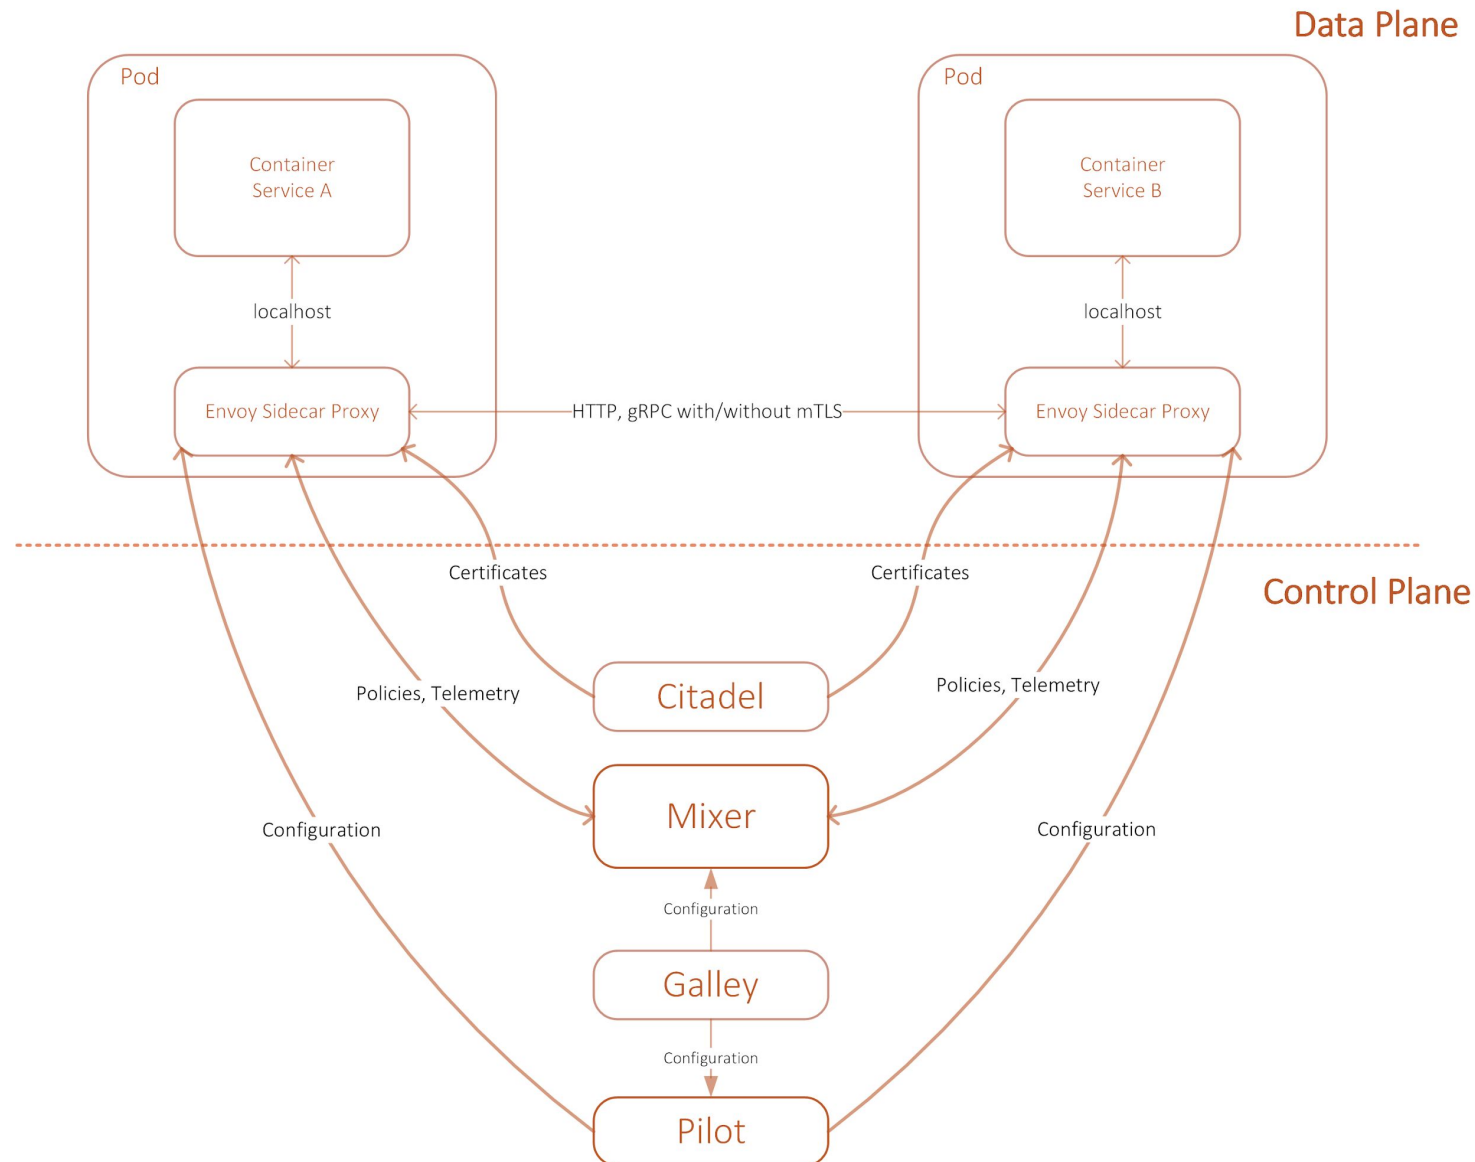 Data Plane
Pod
Pod
Container
Service A
Container
Service B
localhost
localhost
Envoy Sidecar Proxy
HTTP, gRPC with/without mTLS
Envoy Sidecar Proxy
Certificates
Certificates
Control Plane
Citadel
Policies, Telemetry
Policies, Telemetry
Mixer
Configuration
Configuration
Configuration
Galley
Configuration
Pilot